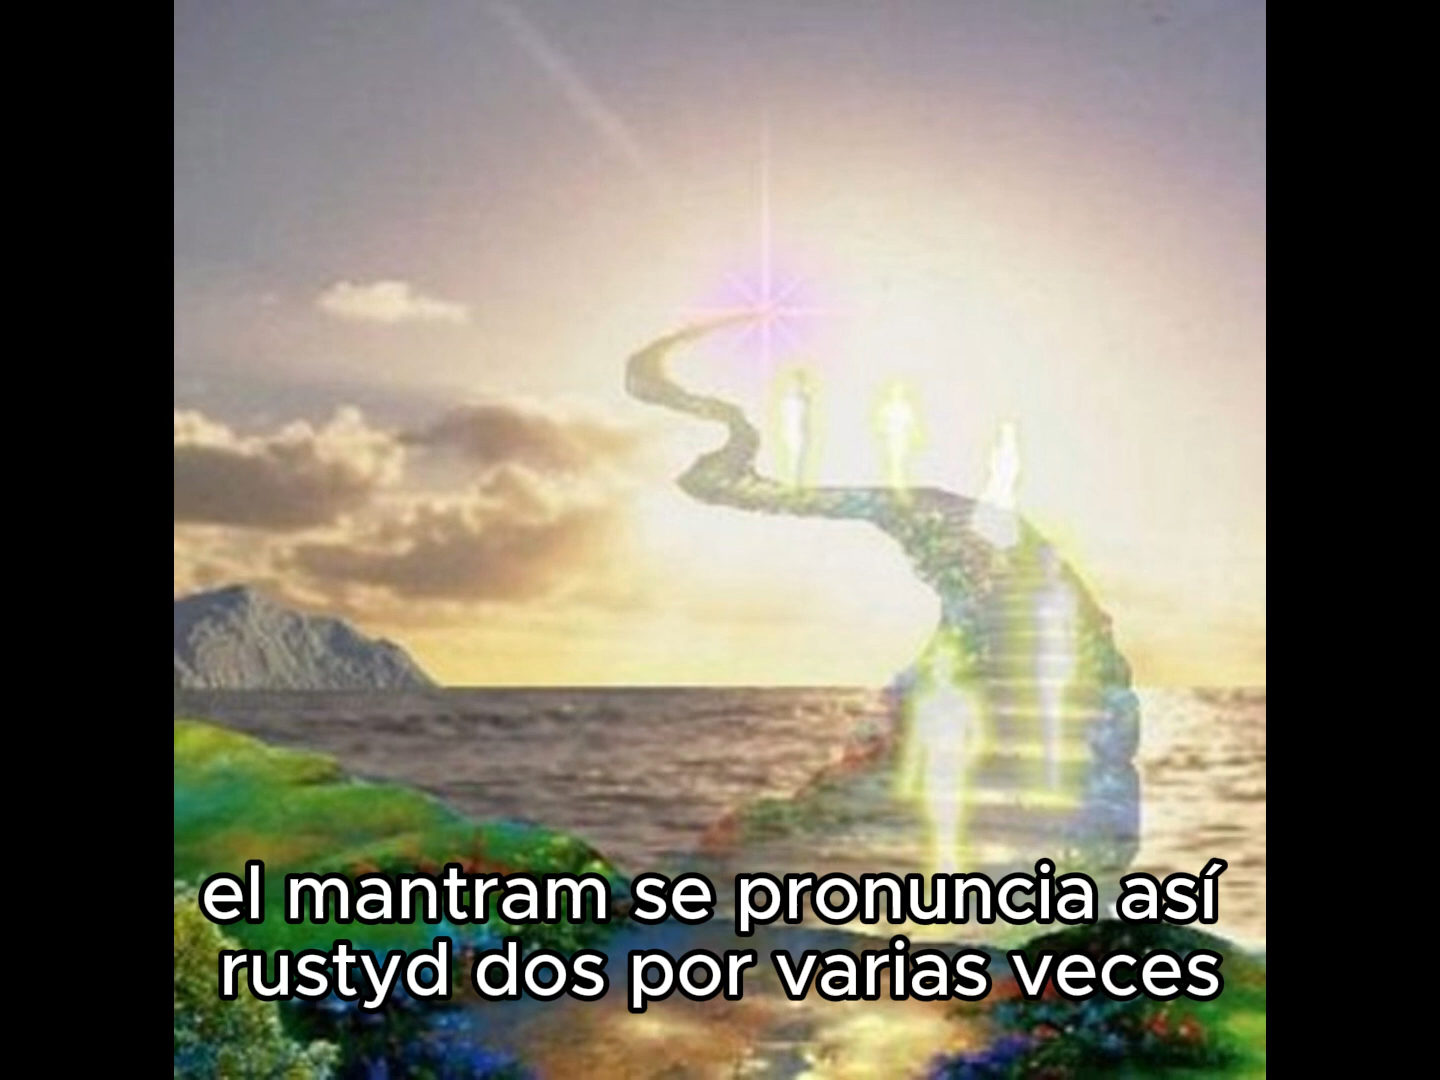 el mantram se pronuncia así
rustyd dos por varias veces